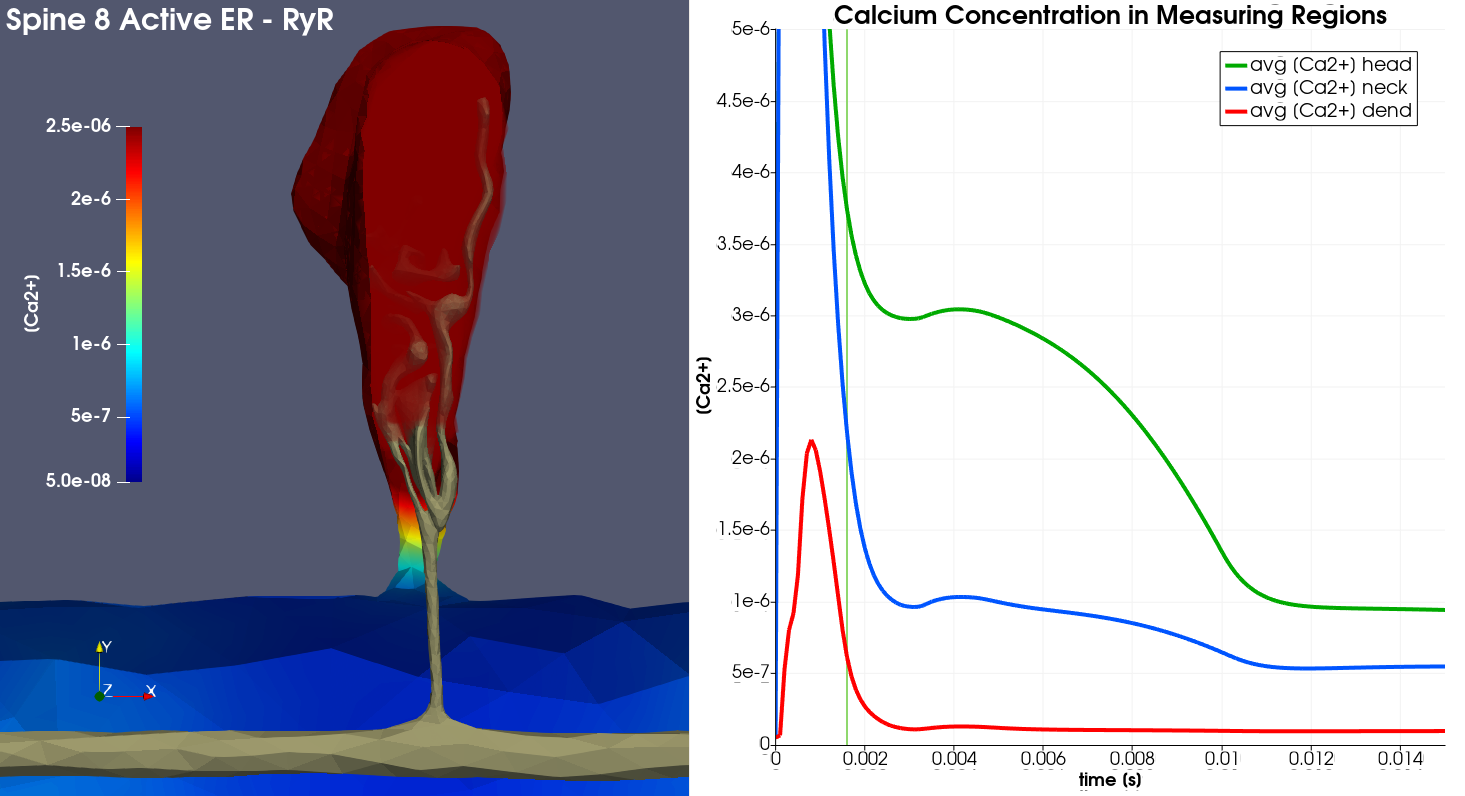 Spine 8 Active ER - RyR
2.5e-06
2e-6
1.5e-6
1e-6
5e-7
5.0e-08
(Ca2+)
Y
Z
X
Calcium Concentration in Measuring Regions
avg (Ca2+) head
avg (Ca2+) neck
avg (Ca2+) dend
5e-6
4.5e-6
4e-6
3.5e-6
3e-6
2.5e-6
2e-6
1.5e-6
1e-6
5e-7
0
(Ca2+)
0 0.002 0.004 0.006 0.008 0.01 0.012 0.014
time (s)